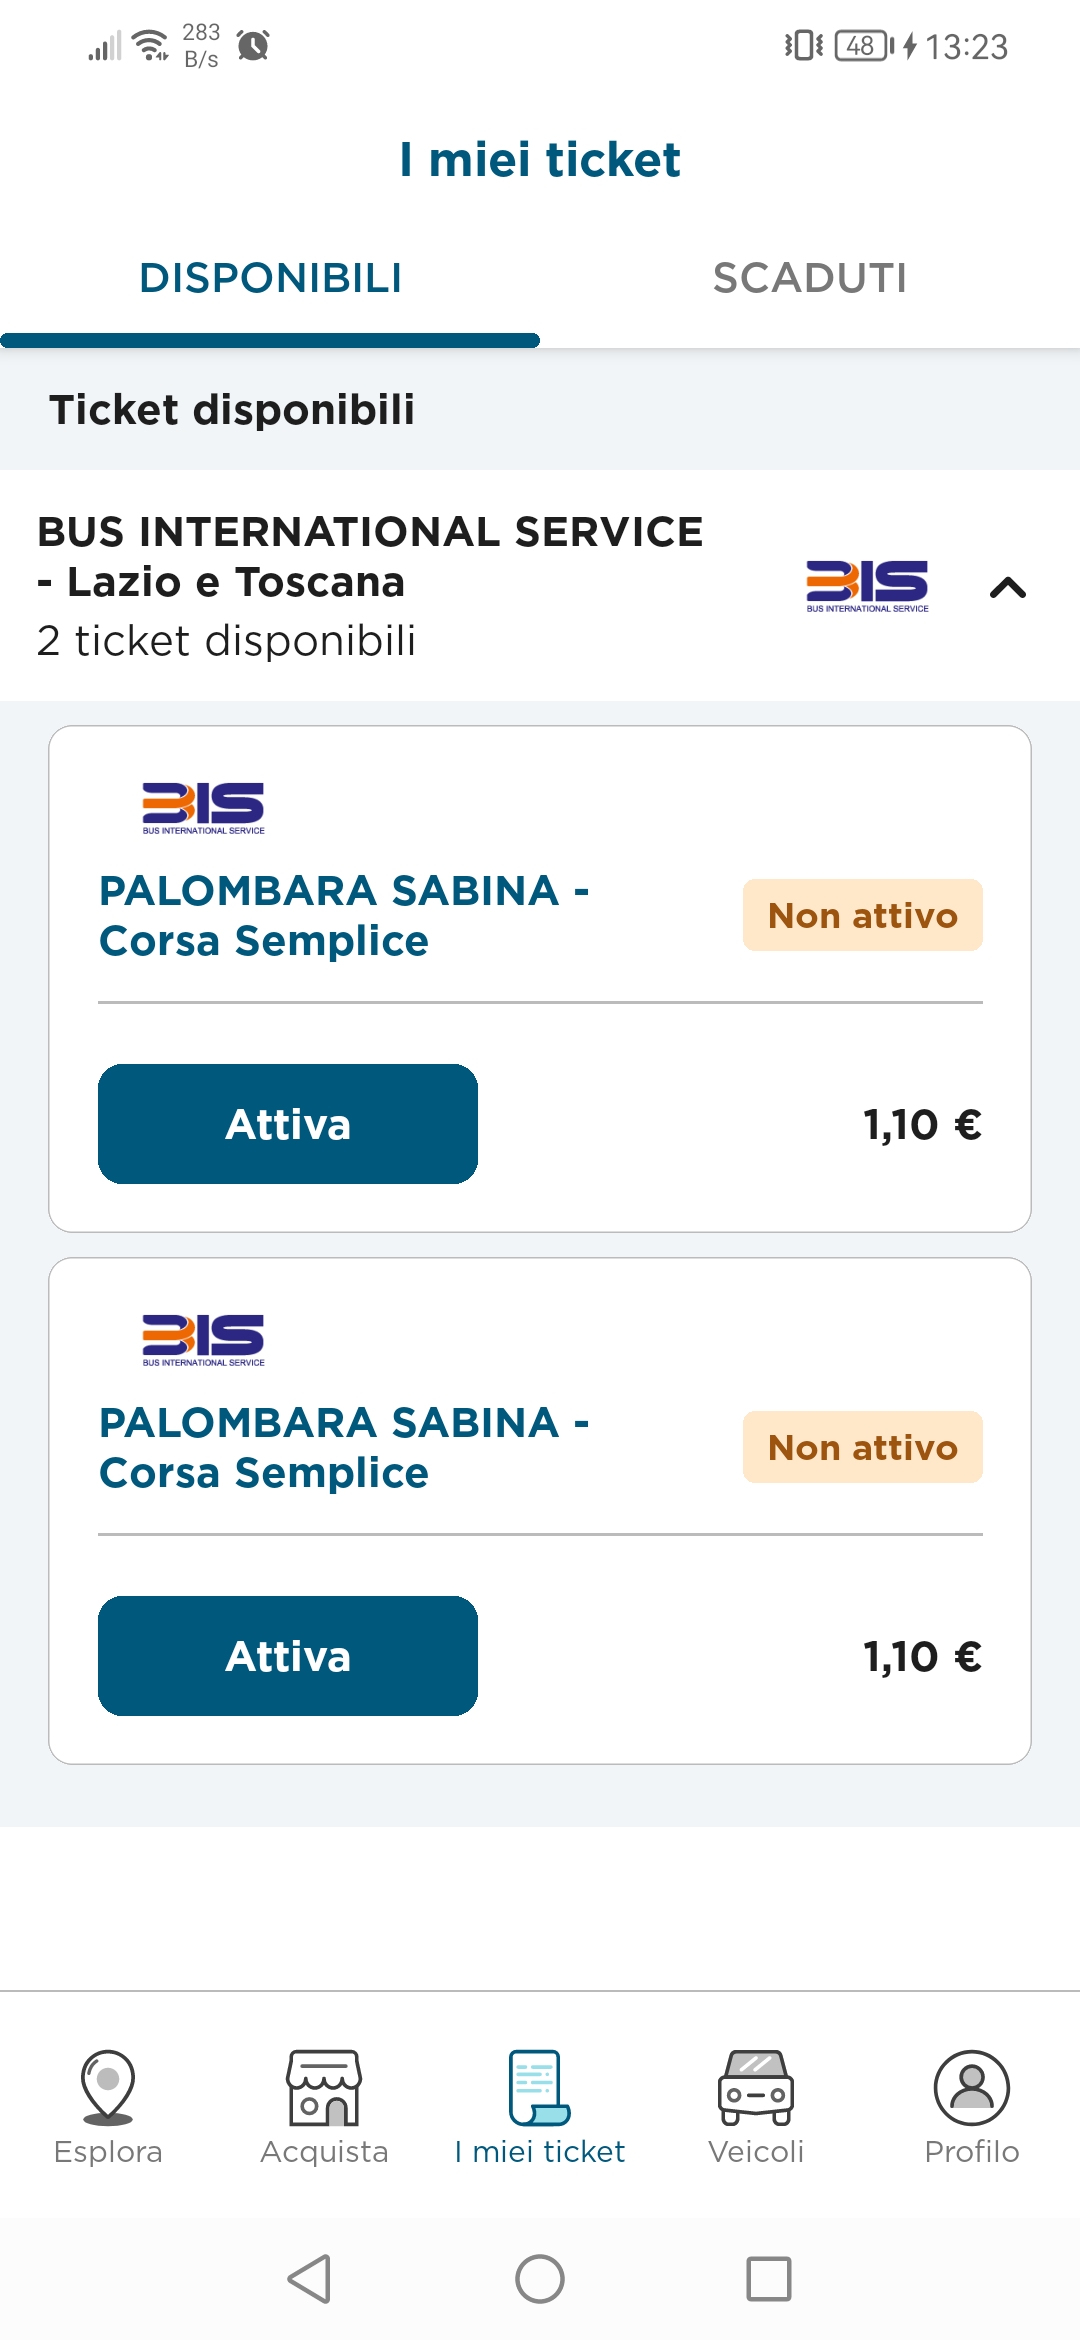 283
B/s
48
13:23
I miei ticket
DISPONIBILI
SCADUTI
Ticket disponibili
BUS INTERNATIONAL SERVICE
- Lazio e Toscana
2 ticket disponibili
BIS
BUS INTERNATIONAL SERVICE
BIS
BUS INTERNATIONAL SERVICE
PALOMBARA SABINA -
Corsa Semplice
Non attivo
Attiva
1,10 €
BIS
BUS INTERNATIONAL SERVICE
PALOMBARA SABINA -
Corsa Semplice
Non attivo
Attiva
1,10 €
Esplora
Acquista
I miei ticket
Veicoli
Profilo